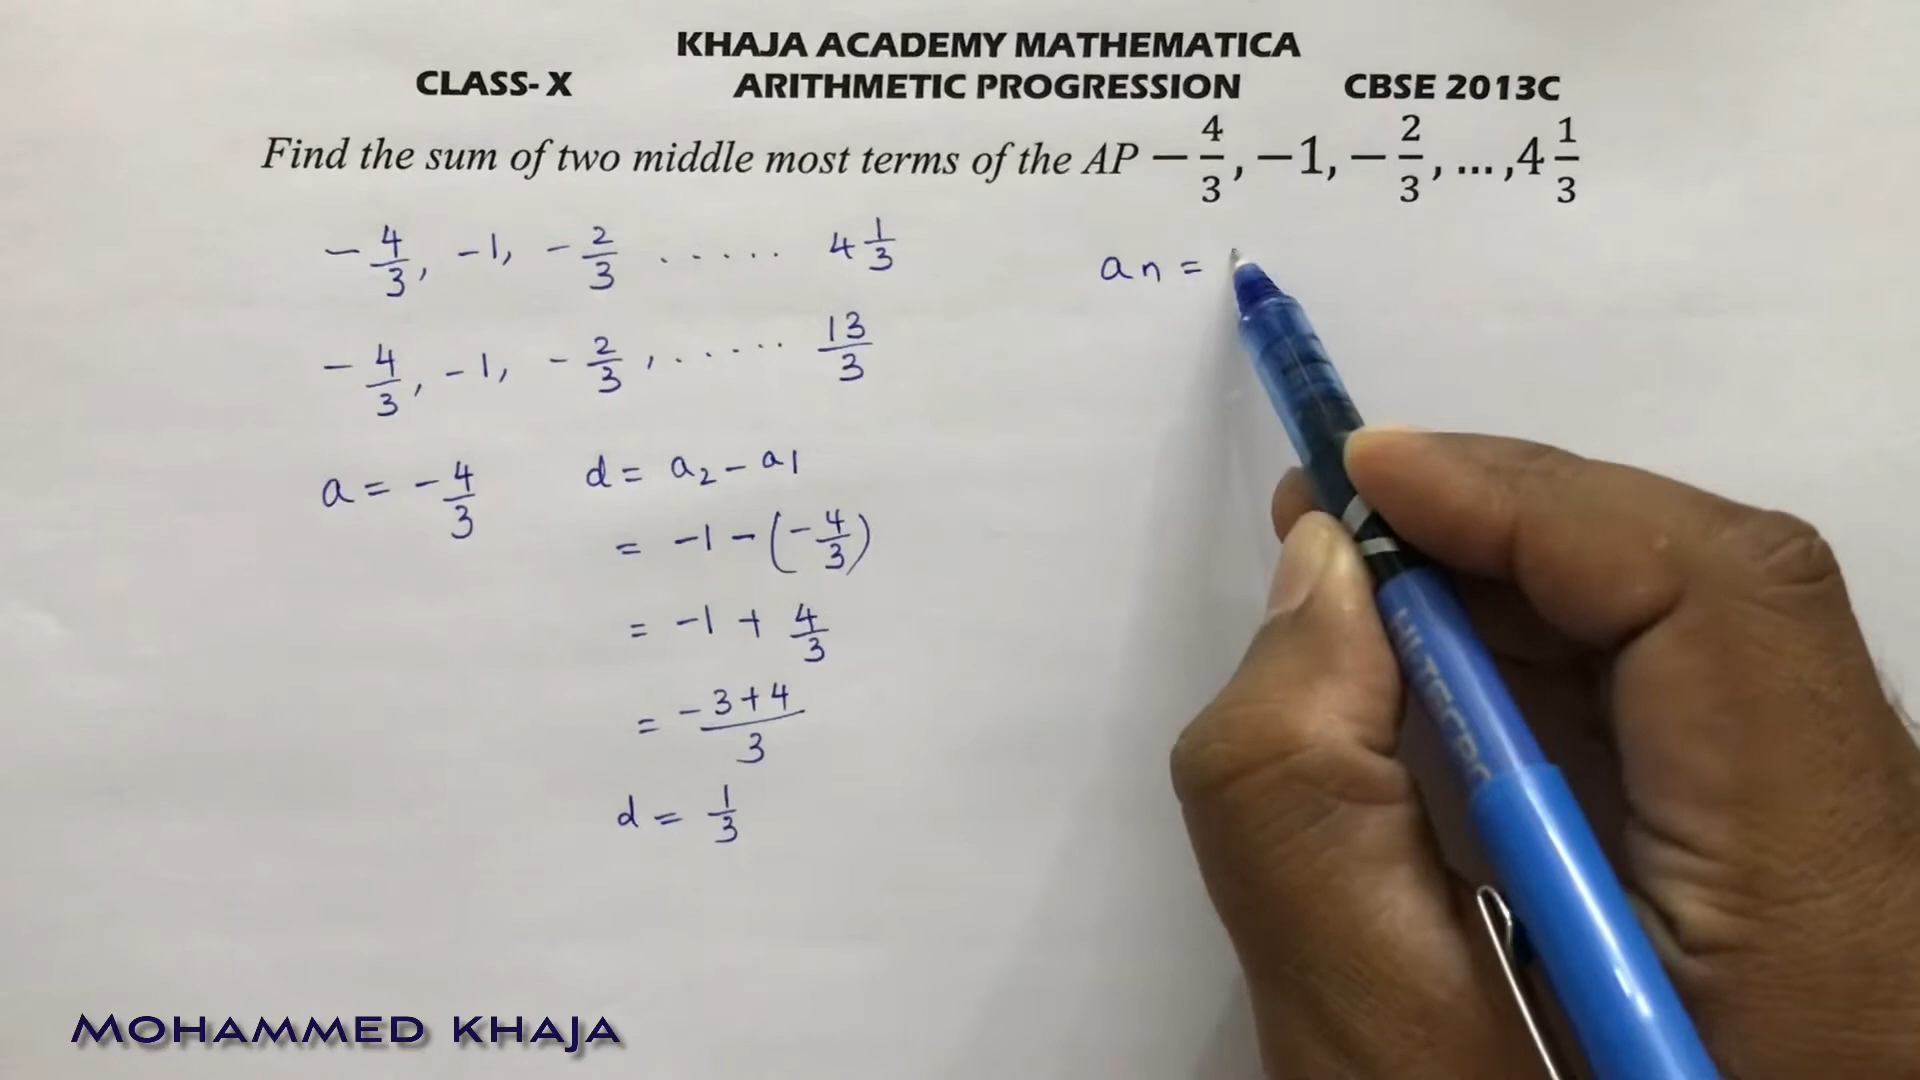 KHAJA ACADEMY MATHEMATICA
CLASS- X ARITHMETIC PROGRESSION CBSE 2013C
Find the sum of two middle most terms of the AP −4/3, −1, −2/3, ... ,4 1/3
− 4/3, −1, − 2/3 ..... 4 1/3
− 4/3, −1, − 2/3, ..... 13/3
a = − 4/3
d = a2 − a1
= −1 − (− 4/3)
= −1 + 4/3
= −3+4/3
d = 1/3
an =
HI-TECPO
MOHAMMED KHAJA